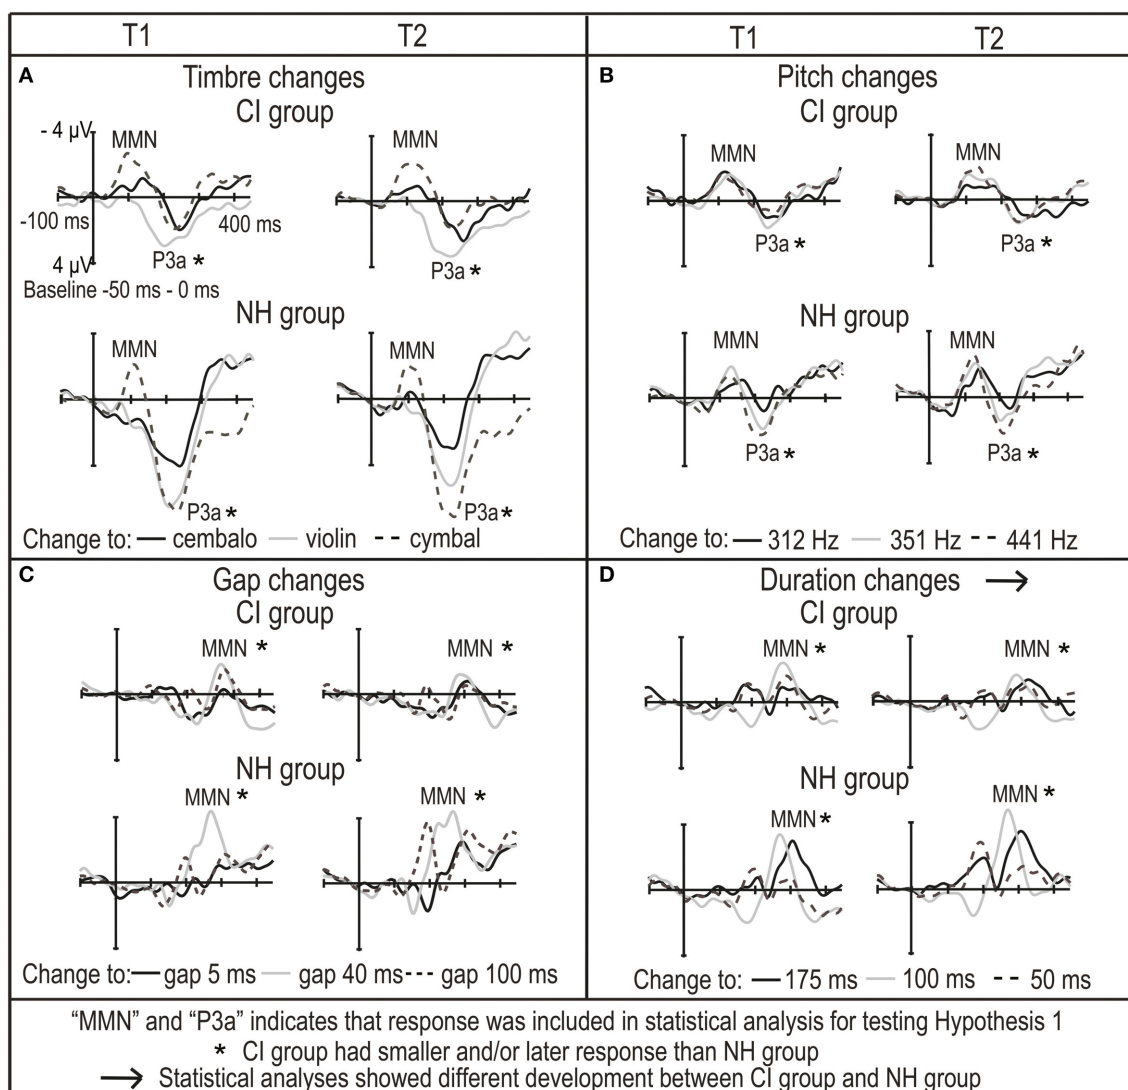 T1 T2 T1 T2
A
Timbre changes
CI group
- 4 µV
MMN MMN
-100 ms 400 ms
P3a * P3a *
4 µV
Baseline -50 ms - 0 ms
NH group
MMN MMN
P3a * P3a *
Change to: cembalo violin cymbal
B
Pitch changes
CI group
MMN MMN
P3a * P3a *
NH group
MMN MMN
P3a * P3a *
Change to: 312 Hz 351 Hz 441 Hz
C
Gap changes
CI group
MMN * MMN *
NH group
MMN * MMN *
Change to: gap 5 ms gap 40 ms gap 100 ms
D
Duration changes →
CI group
MMN * MMN *
NH group
MMN *
MMN *
Change to: 175 ms 100 ms 50 ms
“MMN” and “P3a” indicates that response was included in statistical analysis for testing Hypothesis 1
* CI group had smaller and/or later response than NH group
→ Statistical analyses showed different development between CI group and NH group